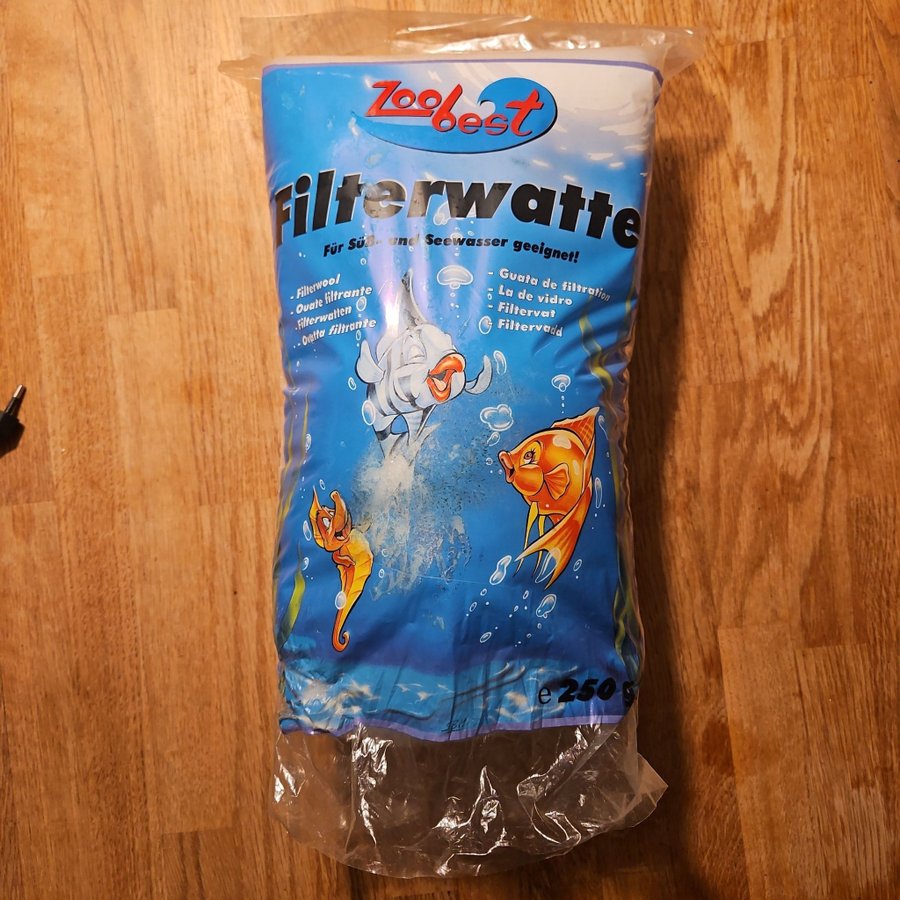 Zoobest
Filterwatte
Für Süß- und Seewasser geeignet!
- Filterwool
- Ouate filtrante
- Filterwatten
- Ovatta filtrante
- Guata de filtration
- La de vidro
- Filtervat
- Filtervadd
e 250 g